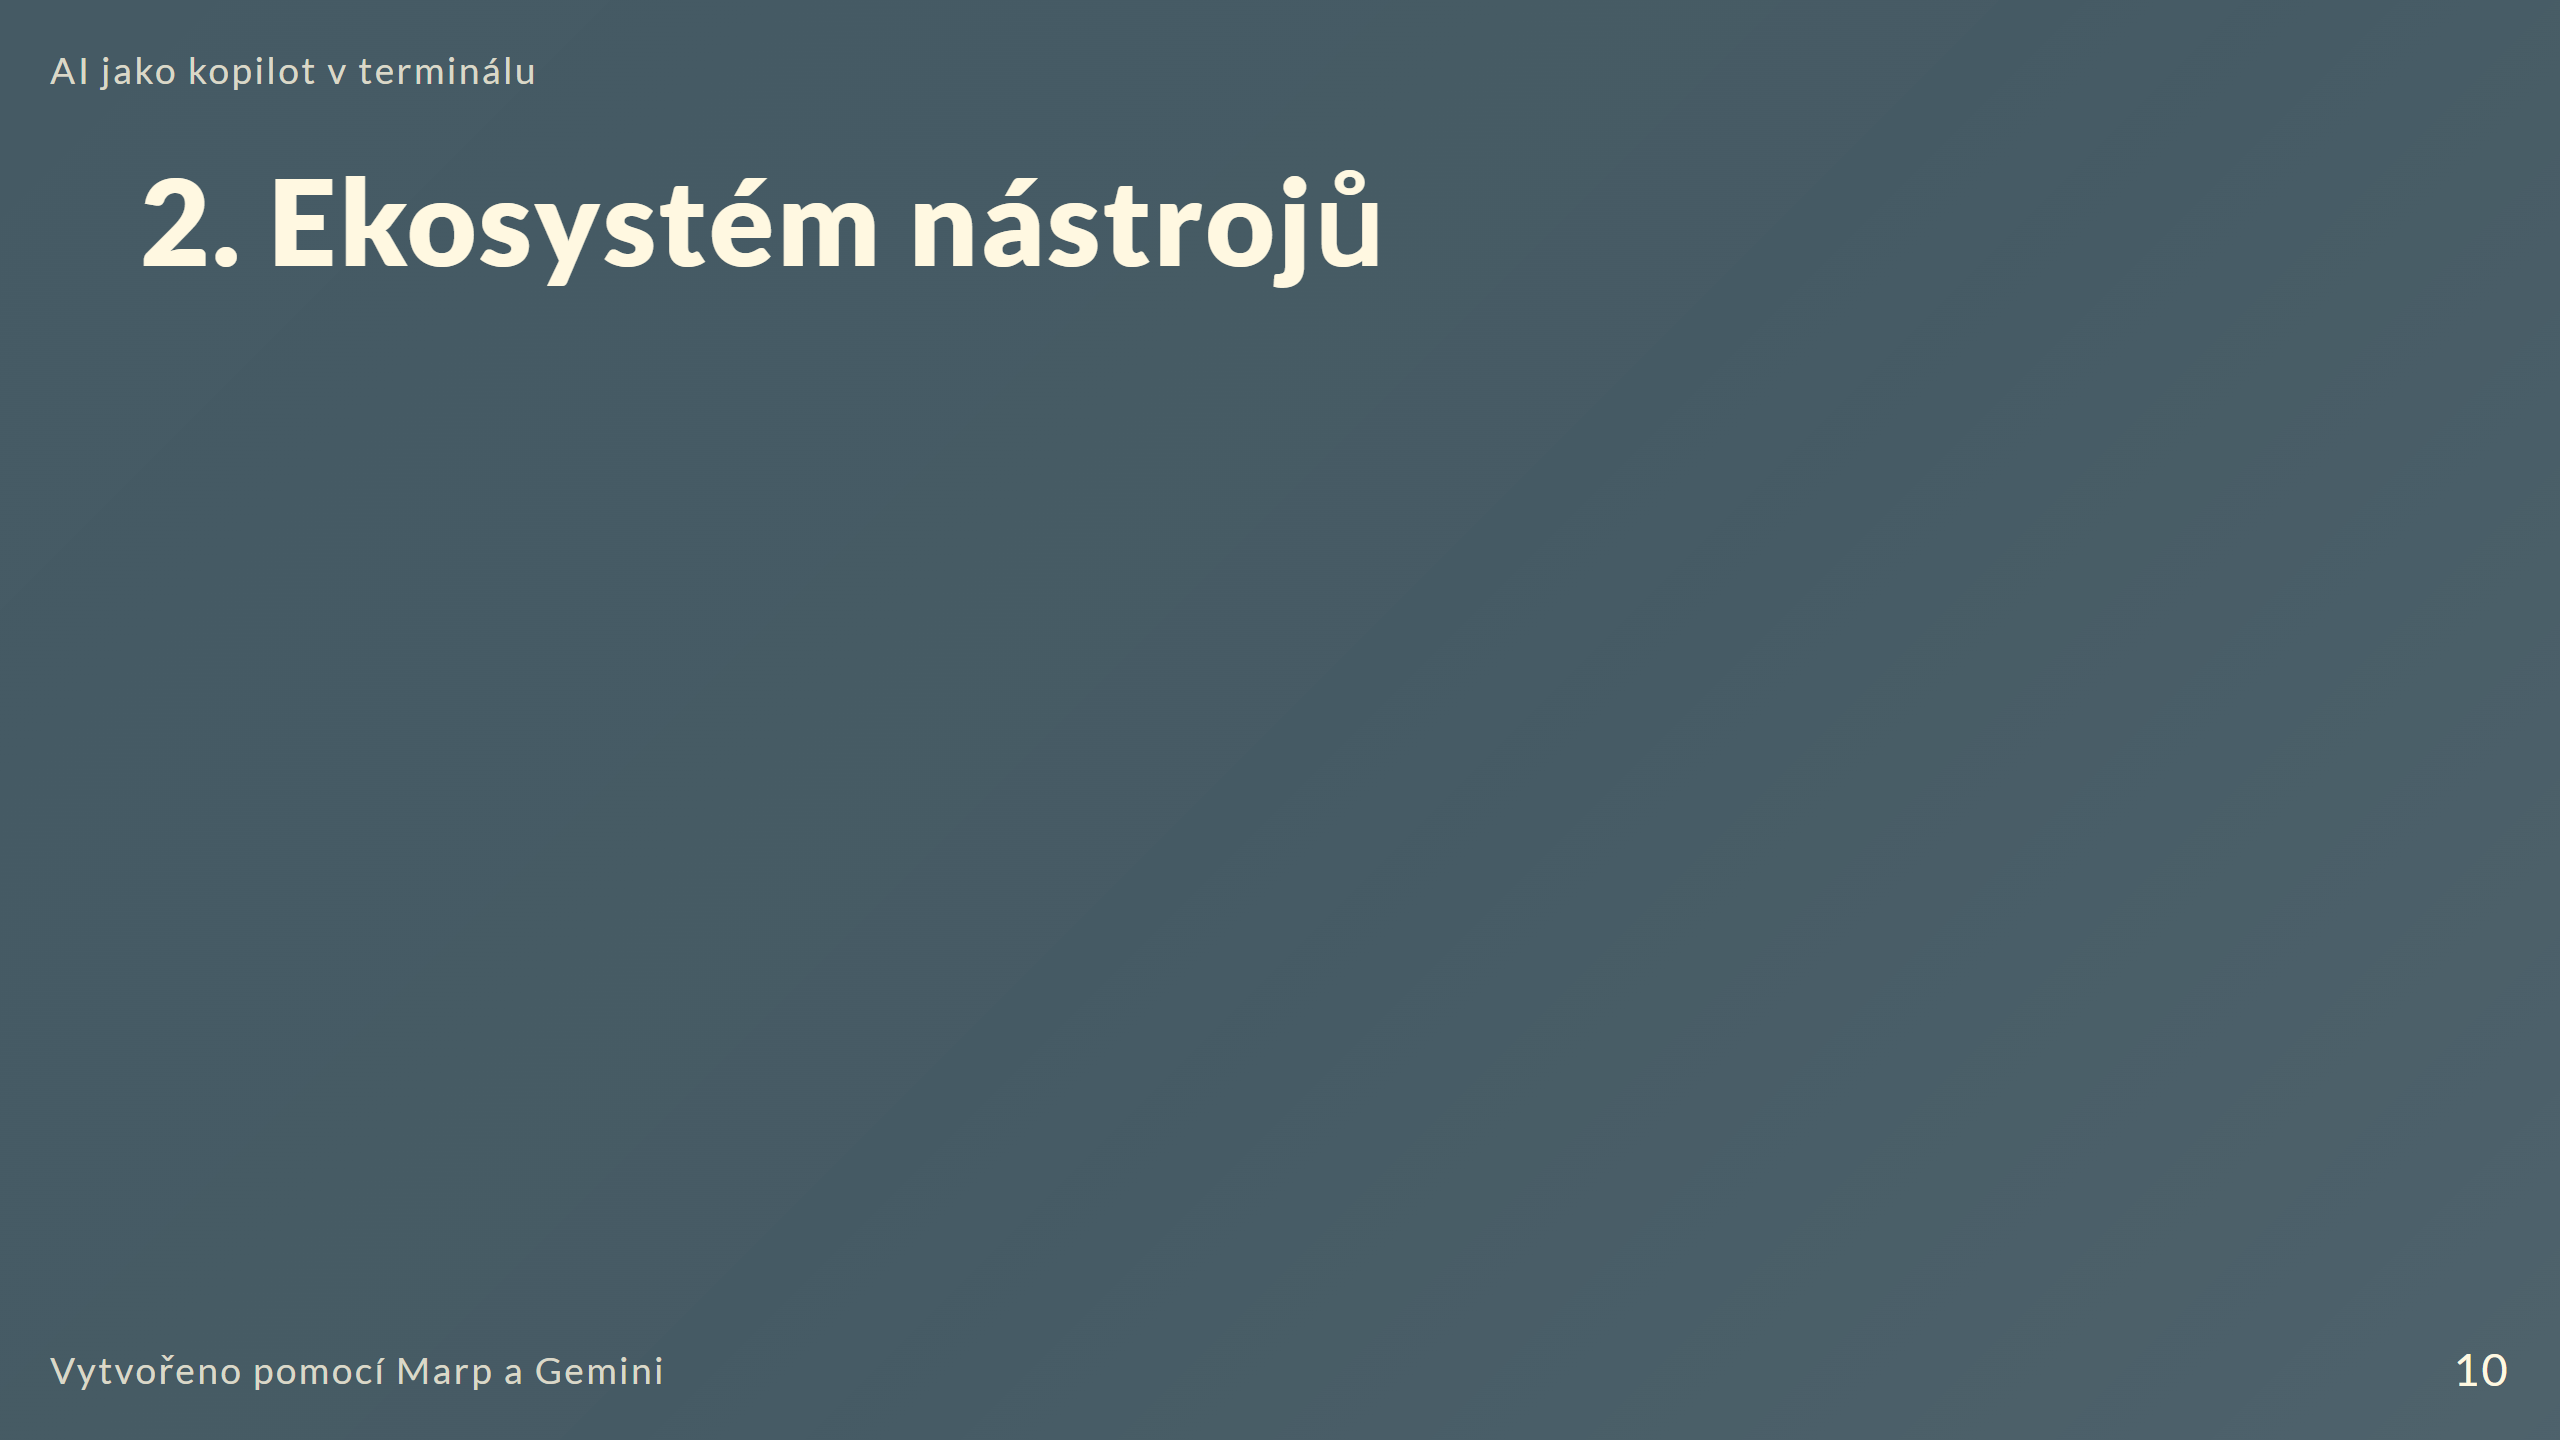 AI jako kopilot v terminálu
2. Ekosystém nástrojů
Vytvořeno pomocí Marp a Gemini
10